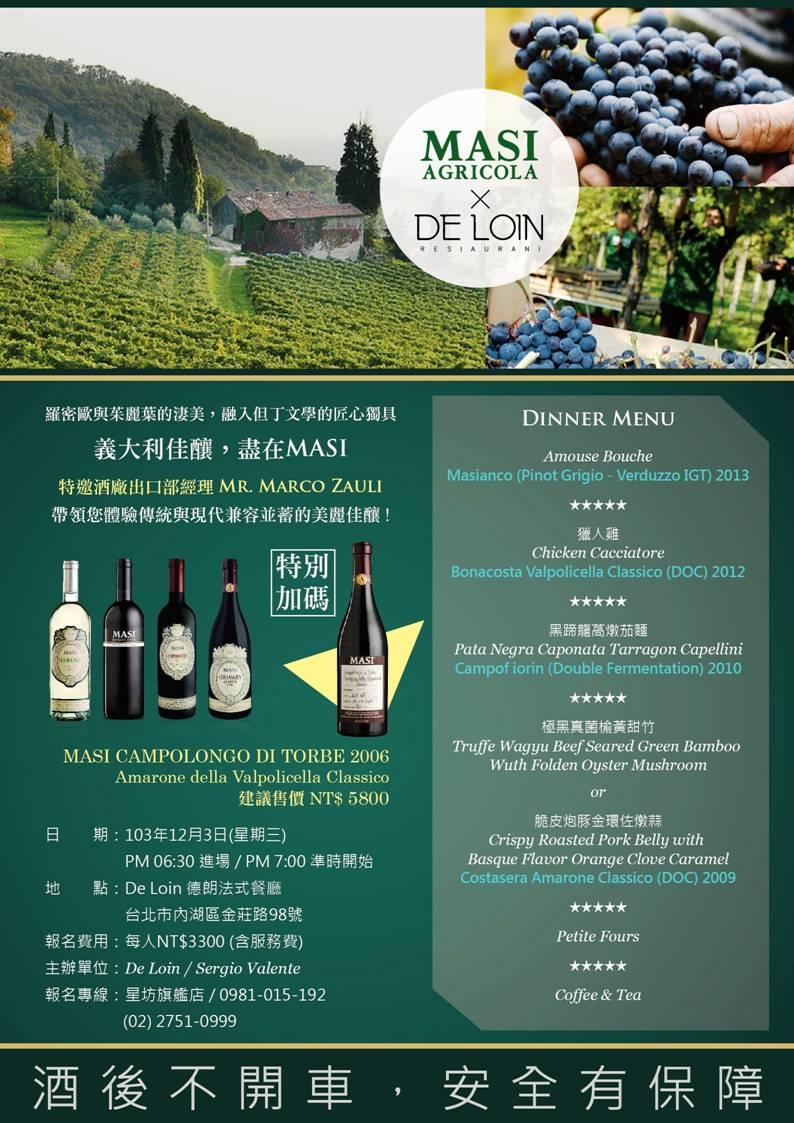 MASI
AGRICOLA
×
DE LOIN
RESIAURANI
羅密歐與茱麗葉的淒美，融入但丁文學的匠心獨具
義大利佳釀，盡在MASI
特邀酒廠出口部經理 MR. MARCO ZAULI
帶領您體驗傳統與現代兼容並蓄的美麗佳釀！
特別
加碼
MASI
MASI
MASI
MASI
COSTASERA
MASI
MASI CAMPOLONGO DI TORBE 2006
Amarone della Valpolicella Classico
建議售價 NT$ 5800
日　　期：103年12月3日(星期三)
PM 06:30 進場 / PM 7:00 準時開始
地　　點：De Loin 德朗法式餐廳
台北市內湖區金莊路98號
報名費用：每人NT$3300 (含服務費)
主辦單位：De Loin / Sergio Valente
報名專線：星坊旗艦店 / 0981-015-192
(02) 2751-0999
DINNER MENU
Amouse Bouche
Masianco (Pinot Grigio - Verduzzo IGT) 2013
★★★★★
獵人雞
Chicken Cacciatore
Bonacosta Valpolicella Classico (DOC) 2012
★★★★★
黑蹄龍蒿燉茄麵
Pata Negra Caponata Tarragon Capellini
Campof iorin (Double Fermentation) 2010
★★★★★
極黑真菌榆黃甜竹
Truffe Wagyu Beef Seared Green Bamboo
Wuth Folden Oyster Mushroom
or
脆皮炮豚金環佐燉蒜
Crispy Roasted Pork Belly with
Basque Flavor Orange Clove Caramel
Costasera Amarone Classico (DOC) 2009
★★★★★
Petite Fours
★★★★★
Coffee & Tea
酒後不開車，安全有保障